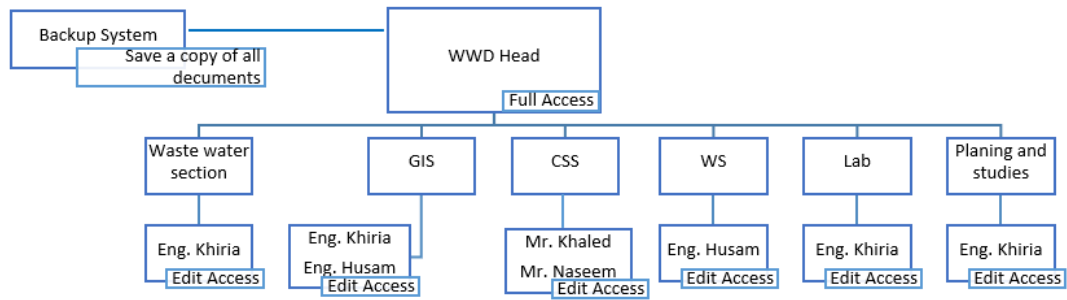 Backup System
Save a copy of all
decuments
WWD Head
Full Access
Waste water
section
GIS
CSS
WS
Lab
Planing and
studies
Eng. Khiria
Edit Access
Eng. Khiria
Eng. Husam
Edit Access
Mr. Khaled
Mr. Naseem
Edit Access
Eng. Husam
Edit Access
Eng. Khiria
Edit Access
Eng. Khiria
Edit Access